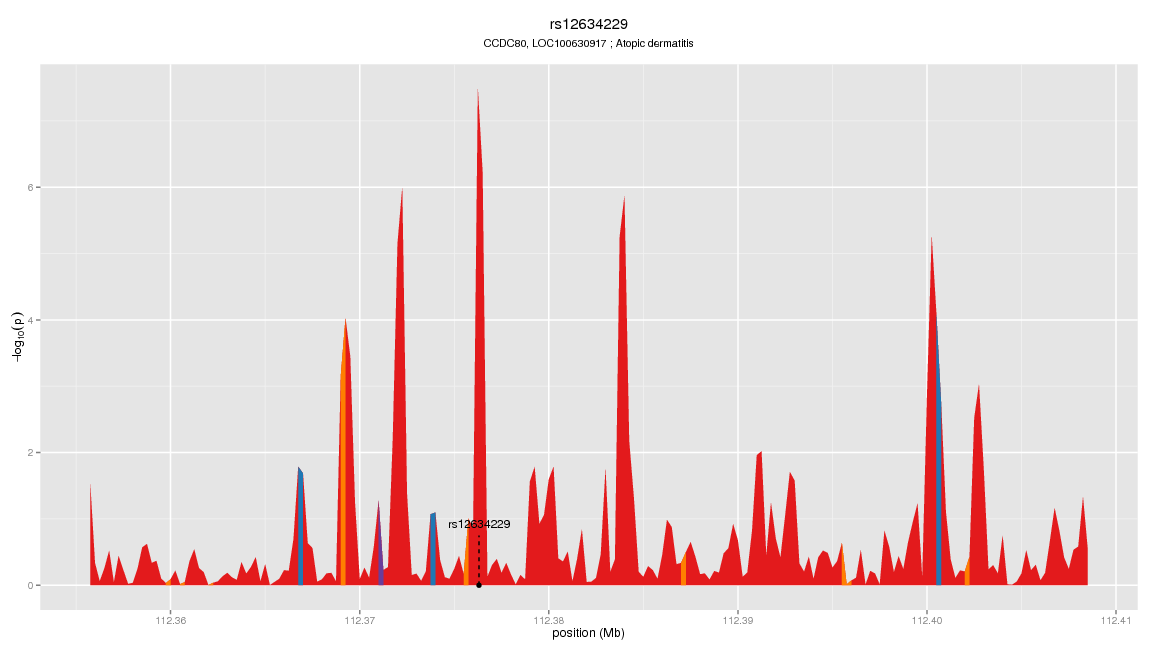 rs12634229
CCDC80, LOC100630917 ; Atopic dermatitis
6
4
2
0
−log10(p)
rs12634229
112.36 112.37 112.38 112.39 112.40 112.41
position (Mb)